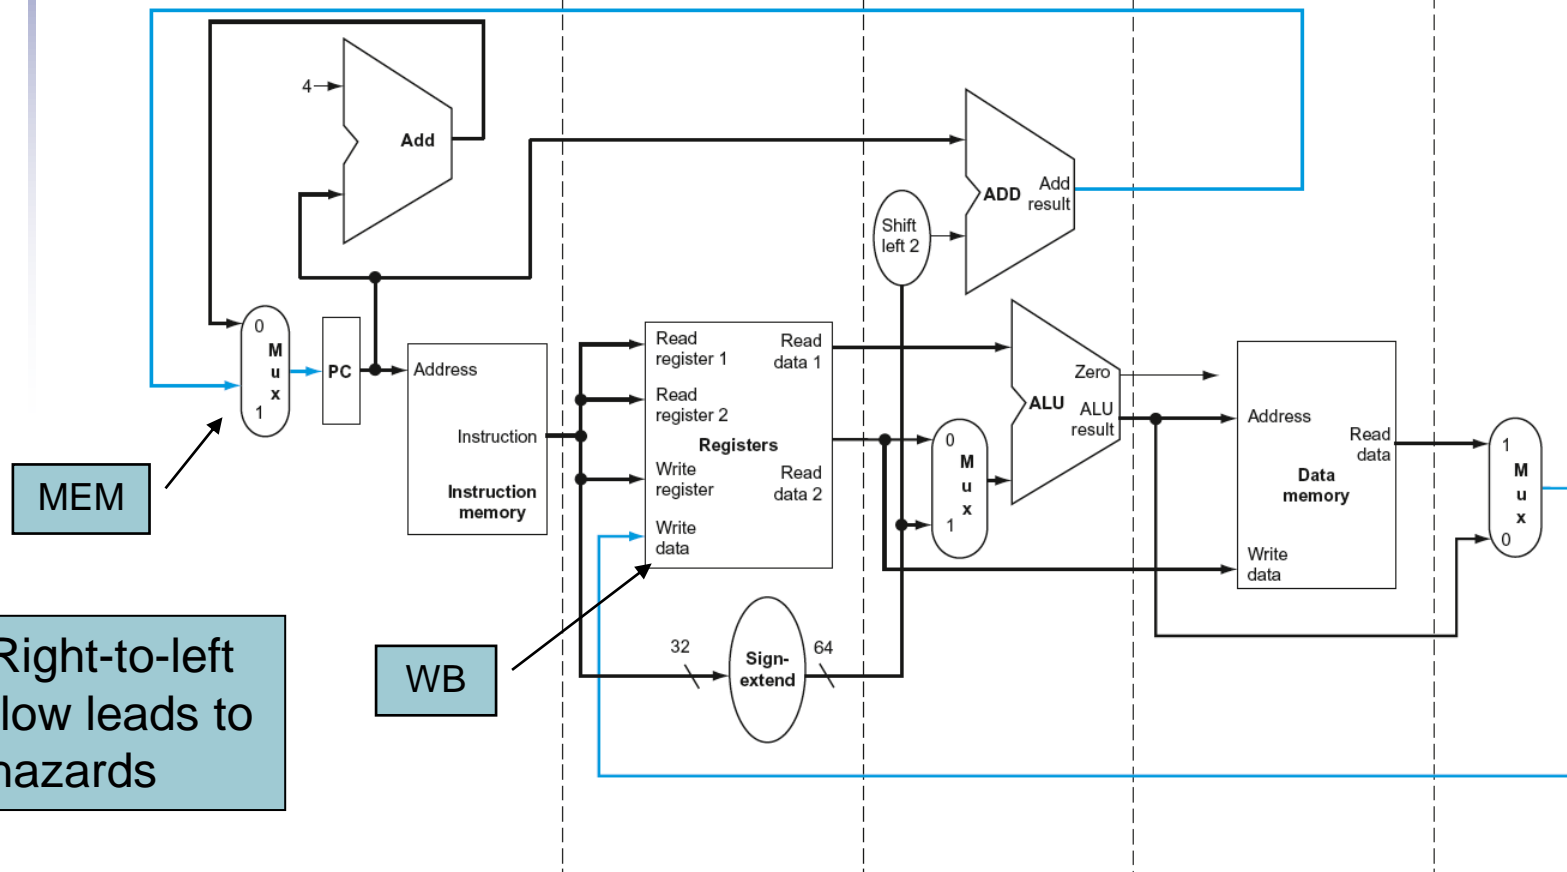 4
Add
ADD
Add
result
Shift
left 2
0
M
u
x
1
PC
Address
Instruction
Instruction
memory
MEM
Read
register 1
Read
data 1
Read
register 2
Registers
Write
register
Read
data 2
Write
data
0
M
u
x
1
Zero
ALU
ALU
result
Address
Read
data
Data
memory
Write
data
1
M
u
x
0
Right-to-left
low leads to
hazards
WB
32
Sign-
extend
64